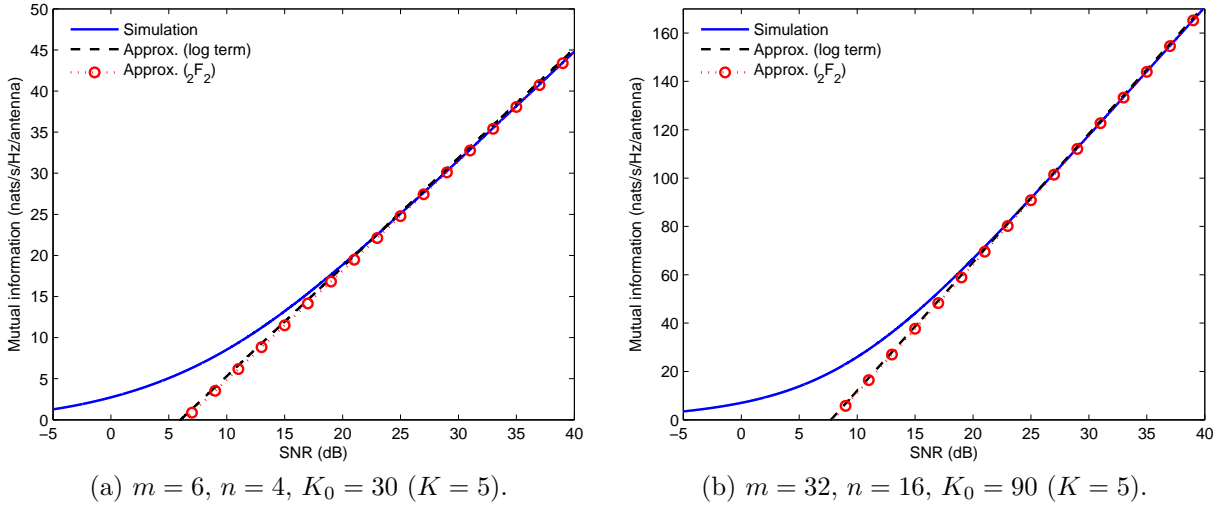 50
45
40
35
30
25
20
15
10
5
0
−5 0 5 10 15 20 25 30 35 40
SNR (dB)
Mutual information (nats/s/Hz/antenna)
Simulation
Approx. (log term)
Approx. (₂F₂)
(a) m = 6, n = 4, K₀ = 30 (K = 5).
160
140
120
100
80
60
40
20
0
−5 0 5 10 15 20 25 30 35 40
SNR (dB)
Mutual information (nats/s/Hz/antenna)
Simulation
Approx. (log term)
Approx. (₂F₂)
(b) m = 32, n = 16, K₀ = 90 (K = 5).